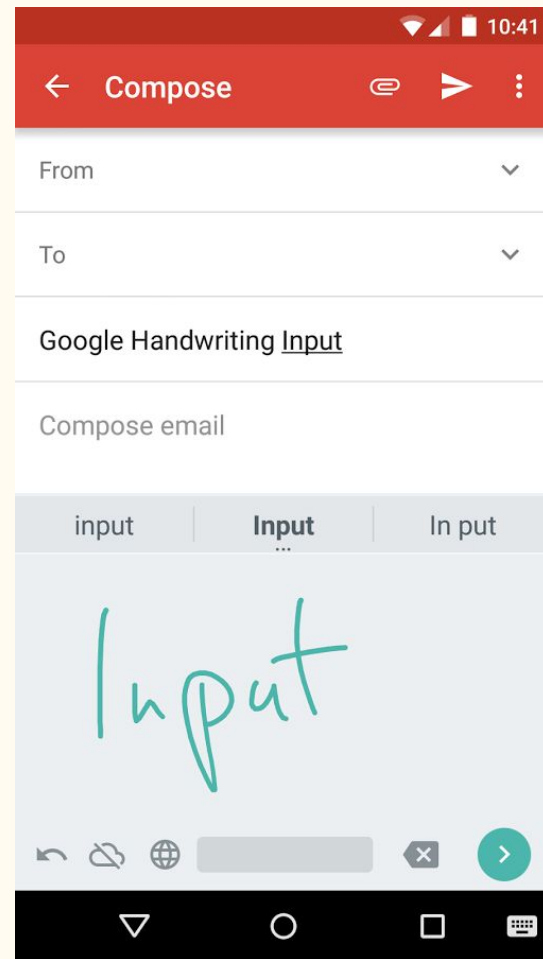 10:41
Compose
From
To
Google Handwriting Input
Compose email
input Input In put
Input